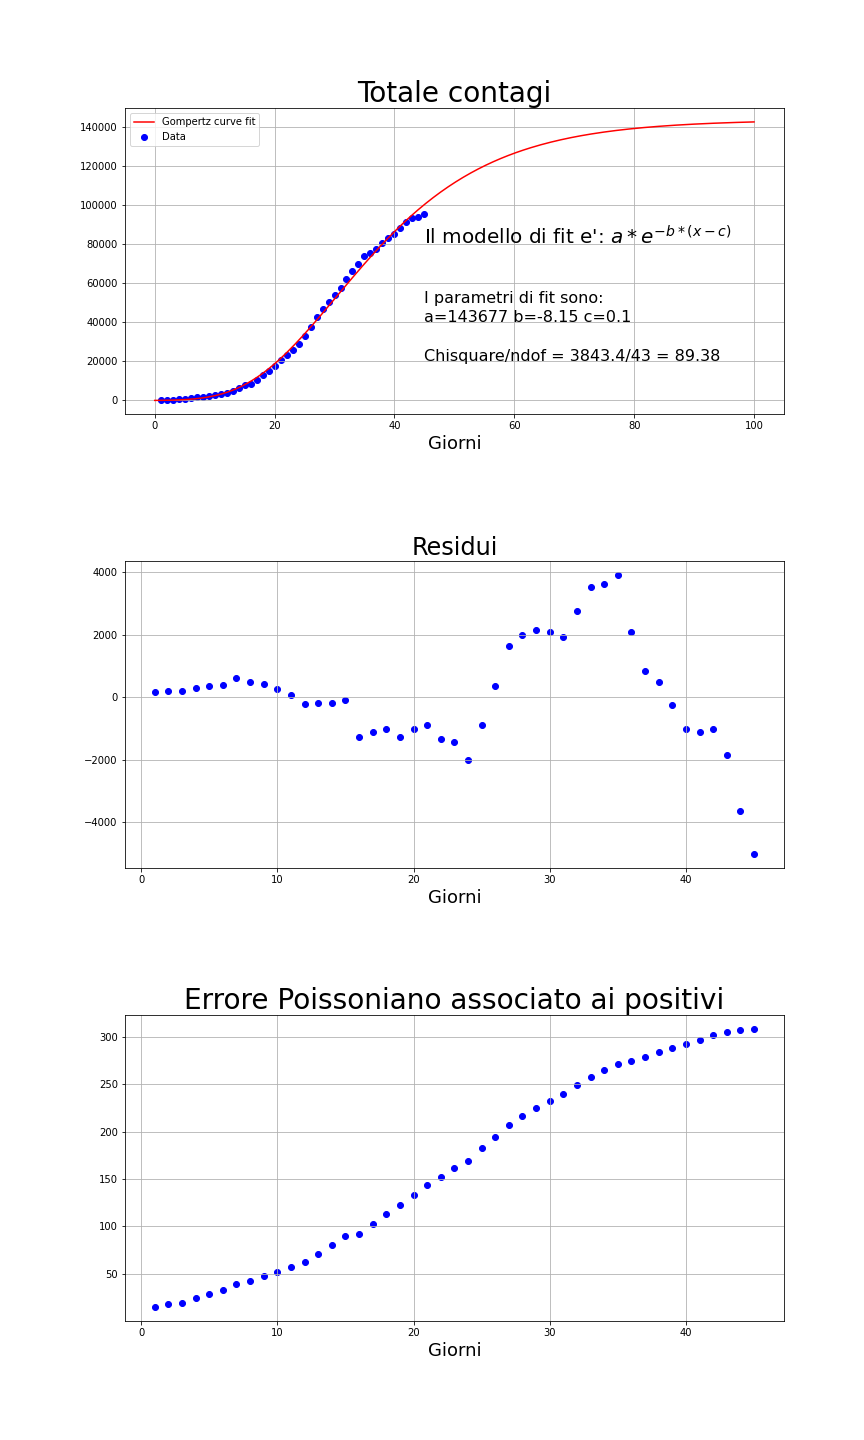 Totale contagi
Gompertz curve fit
Data
140000
120000
100000
80000
60000
40000
20000
0
Il modello di fit e': $a*e^{-b*(x-c)}$
I parametri di fit sono:
a=143677 b=-8.15 c=0.1
Chisquare/ndof = 3843.4/43 = 89.38
0 20 40 60 80 100
Giorni
Residui
4000
2000
0
−2000
−4000
0 10 20 30 40
Giorni
Errore Poissoniano associato ai positivi
300
250
200
150
100
50
0 10 20 30 40
Giorni